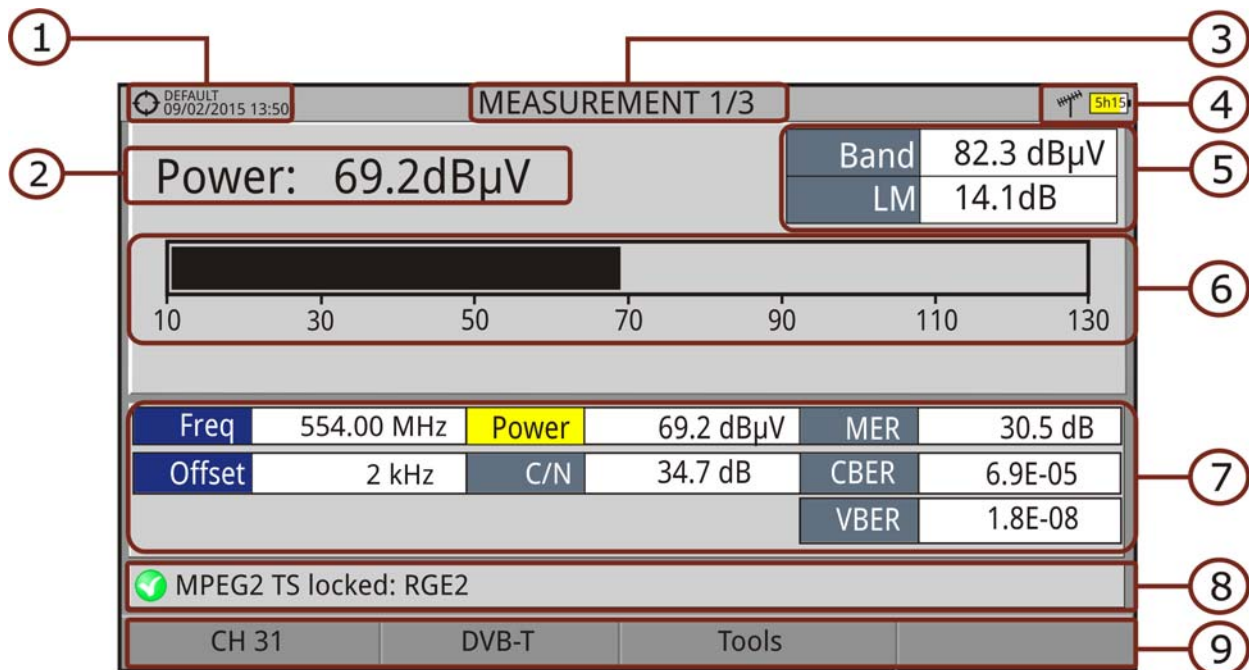 1
3
DEFAULT
09/02/2015 13:50
MEASUREMENT 1/3
5h15
4
2
Power: 69.2dBµV
Band 82.3 dBµV
LM 14.1dB
5
6
10 30 50 70 90 110 130
Freq 554.00 MHz Power 69.2 dBµV MER 30.5 dB
Offset 2 kHz C/N 34.7 dB CBER 6.9E-05
VBER 1.8E-08
7
MPEG2 TS locked: RGE2
8
CH 31 DVB-T Tools
9